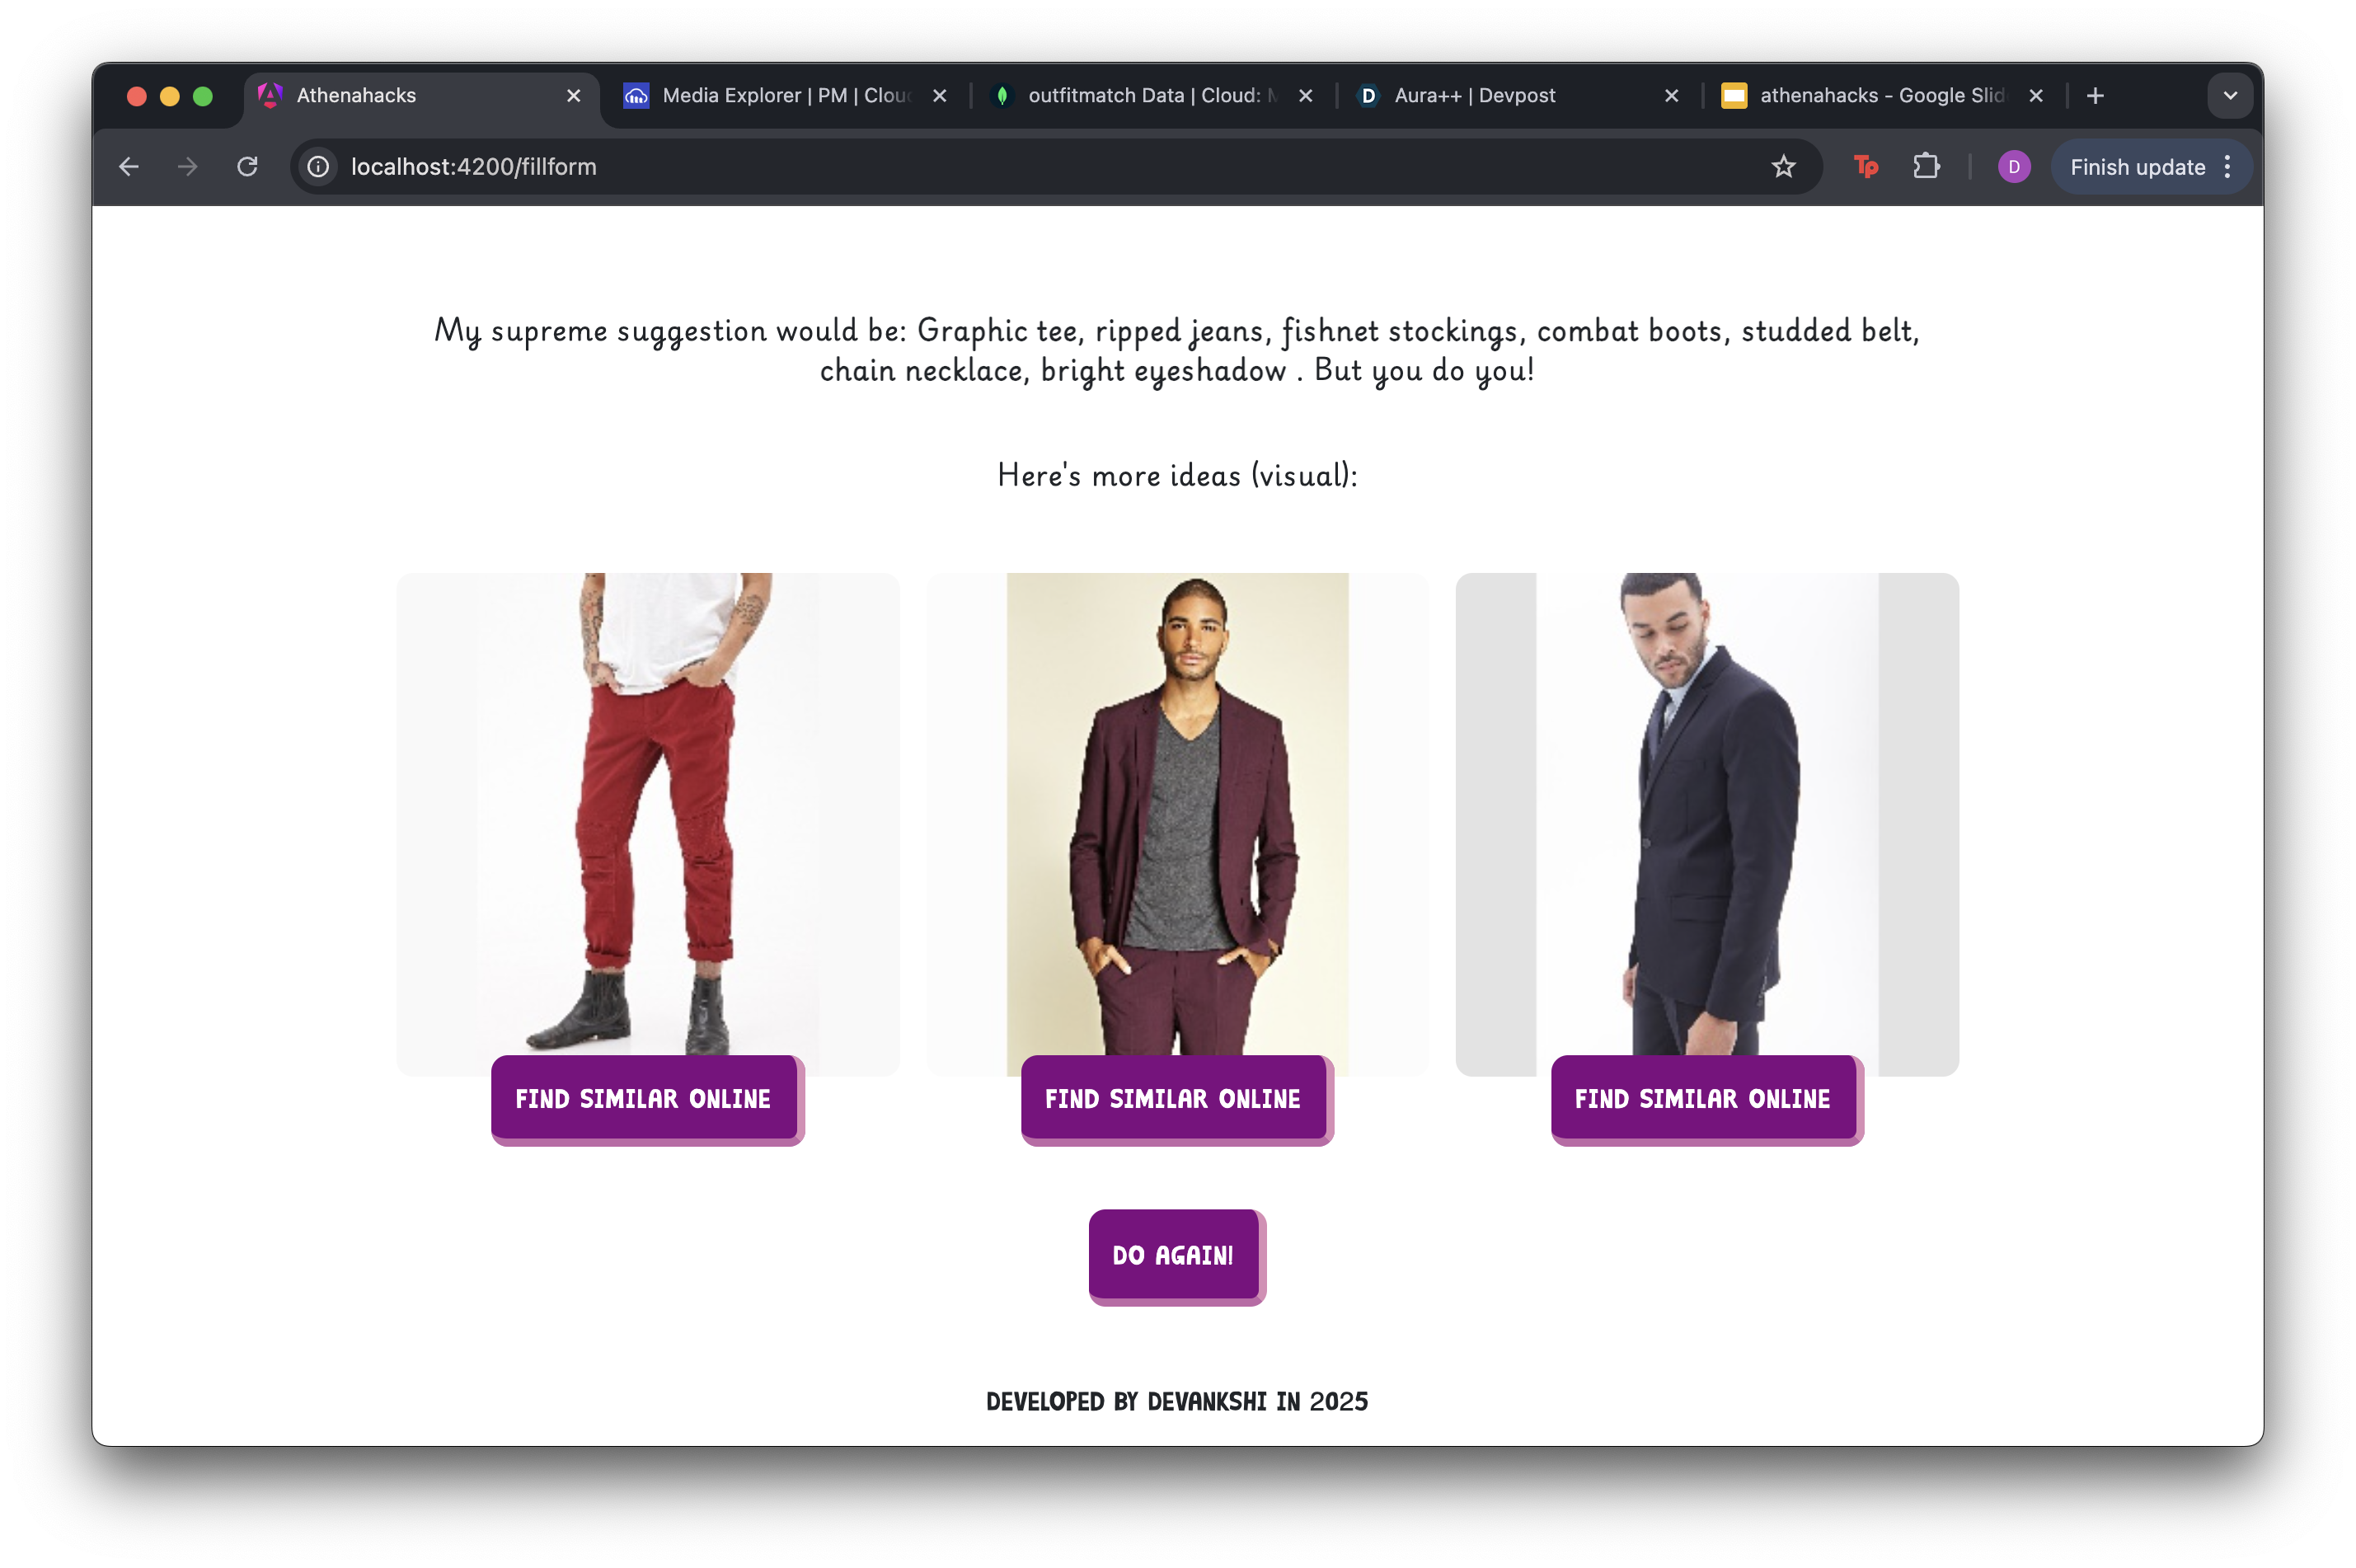 Athenahacks
Media Explorer | PM | Clou
outfitmatch Data | Cloud: M
Aura++ | Devpost
athenahacks - Google Slid
localhost:4200/fillform
Tp
D
Finish update
My supreme suggestion would be: Graphic tee, ripped jeans, fishnet stockings, combat boots, studded belt,
chain necklace, bright eyeshadow . But you do you!
Here's more ideas (visual):
FIND SIMILAR ONLINE
FIND SIMILAR ONLINE
FIND SIMILAR ONLINE
DO AGAIN!
DEVELOPED BY DEVANKSHI IN 2025